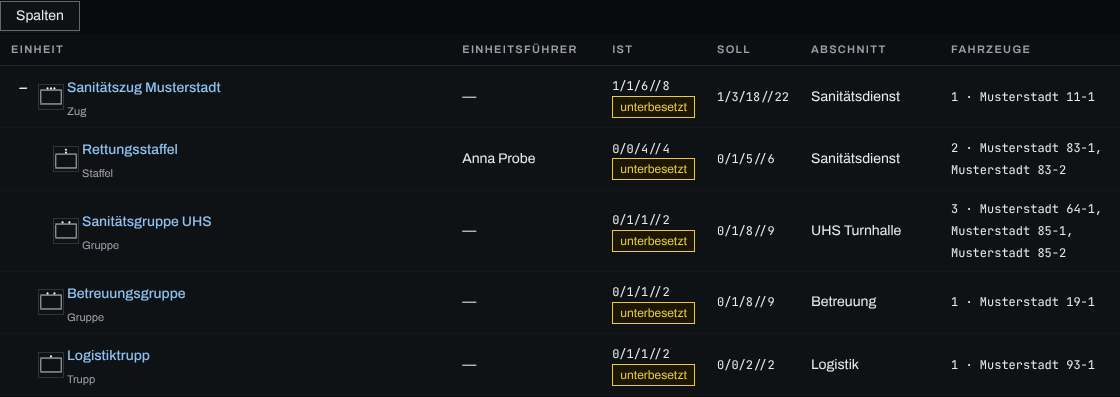 Spalten
EINHEIT EINHEITSFÜHRER IST SOLL ABSCHNITT FAHRZEUGE
– Sanitätszug Musterstadt
Zug
—
1/1/6//8
unterbesetzt
1/3/18//22
Sanitätsdienst
1 · Musterstadt 11-1
Rettungsstaffel
Staffel
Anna Probe
0/0/4//4
unterbesetzt
0/1/5//6
Sanitätsdienst
2 · Musterstadt 83-1,
Musterstadt 83-2
Sanitätsgruppe UHS
Gruppe
—
0/1/1//2
unterbesetzt
0/1/8//9
UHS Turnhalle
3 · Musterstadt 64-1,
Musterstadt 85-1,
Musterstadt 85-2
Betreuungsgruppe
Gruppe
—
0/1/1//2
unterbesetzt
0/1/8//9
Betreuung
1 · Musterstadt 19-1
Logistiktrupp
Trupp
—
0/1/1//2
unterbesetzt
0/0/2//2
Logistik
1 · Musterstadt 93-1